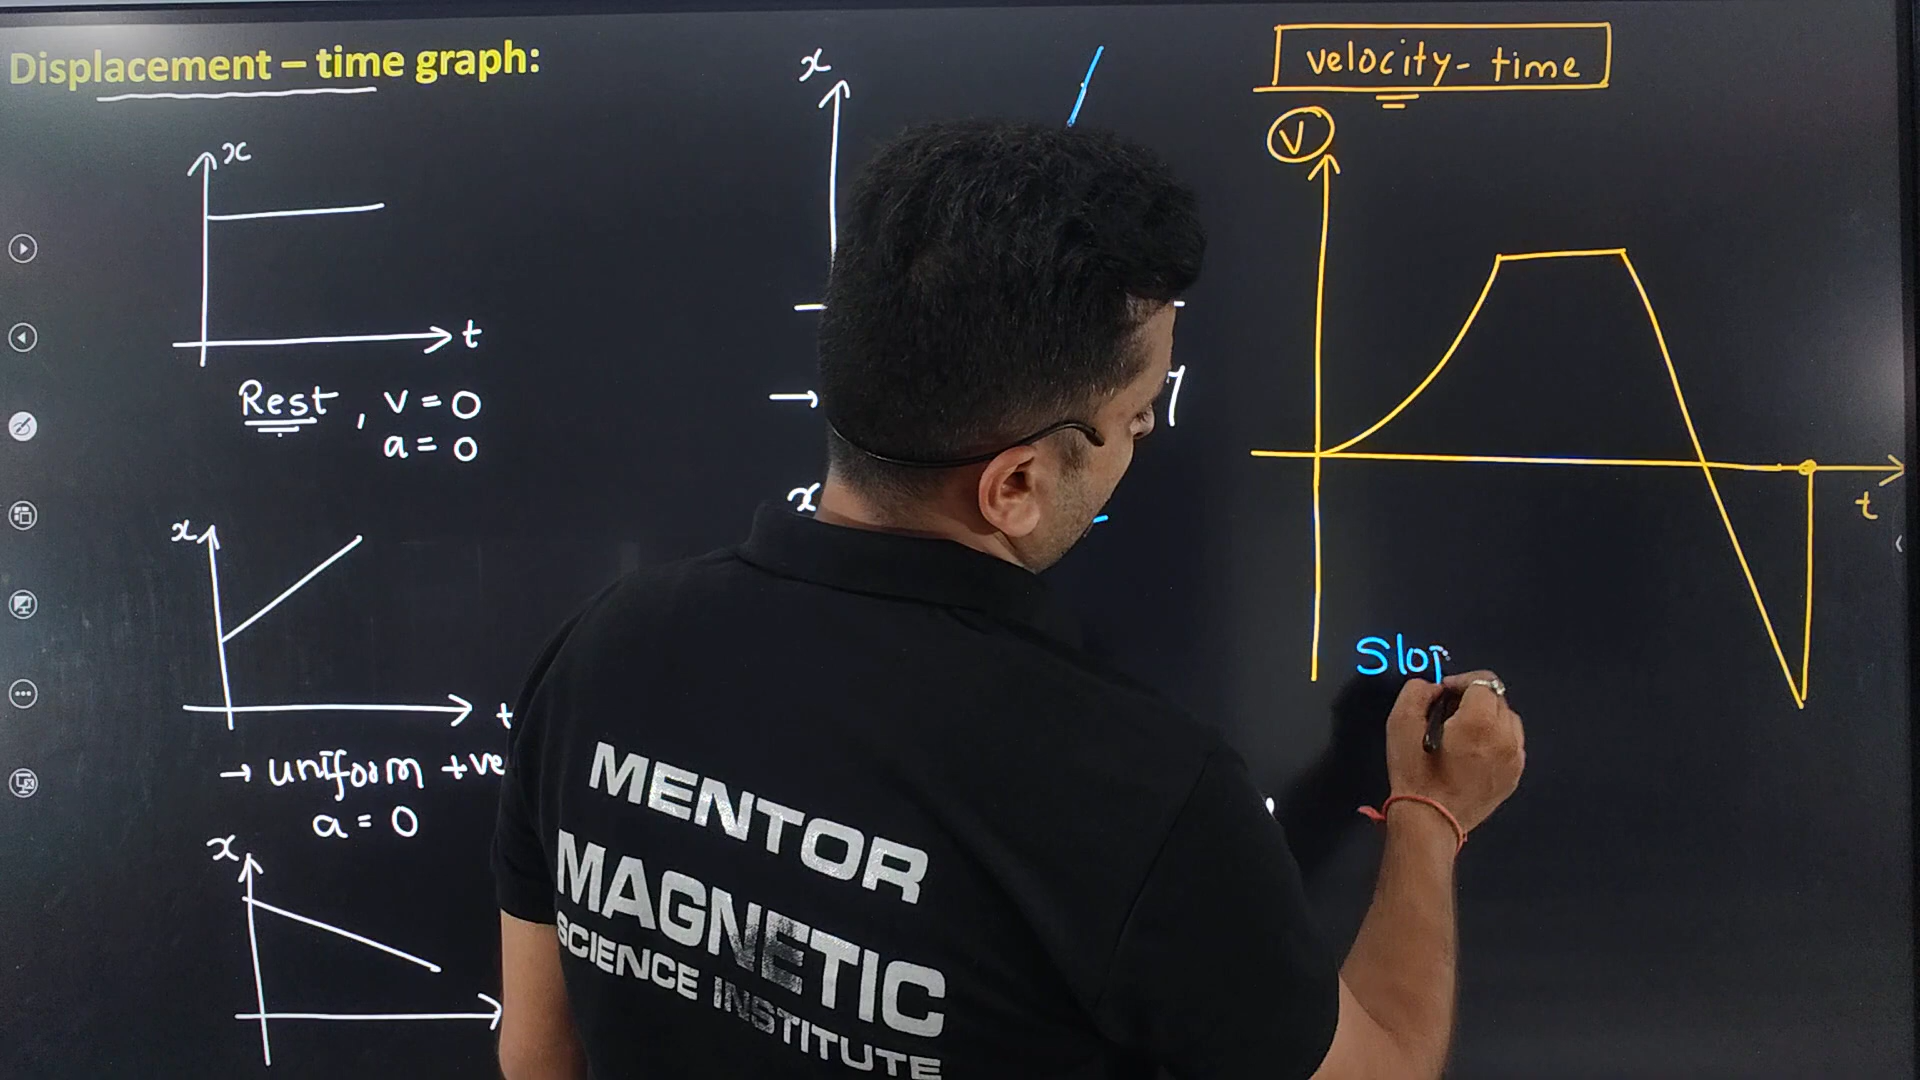 Displacement – time graph:
x
t
Rest, v = 0
a = 0
x
t
→ uniform +ve
a = 0
x
x
→
x
velocity - time
V
t
Slop
MENTOR
MAGNETIC
SCIENCE INSTITUTE